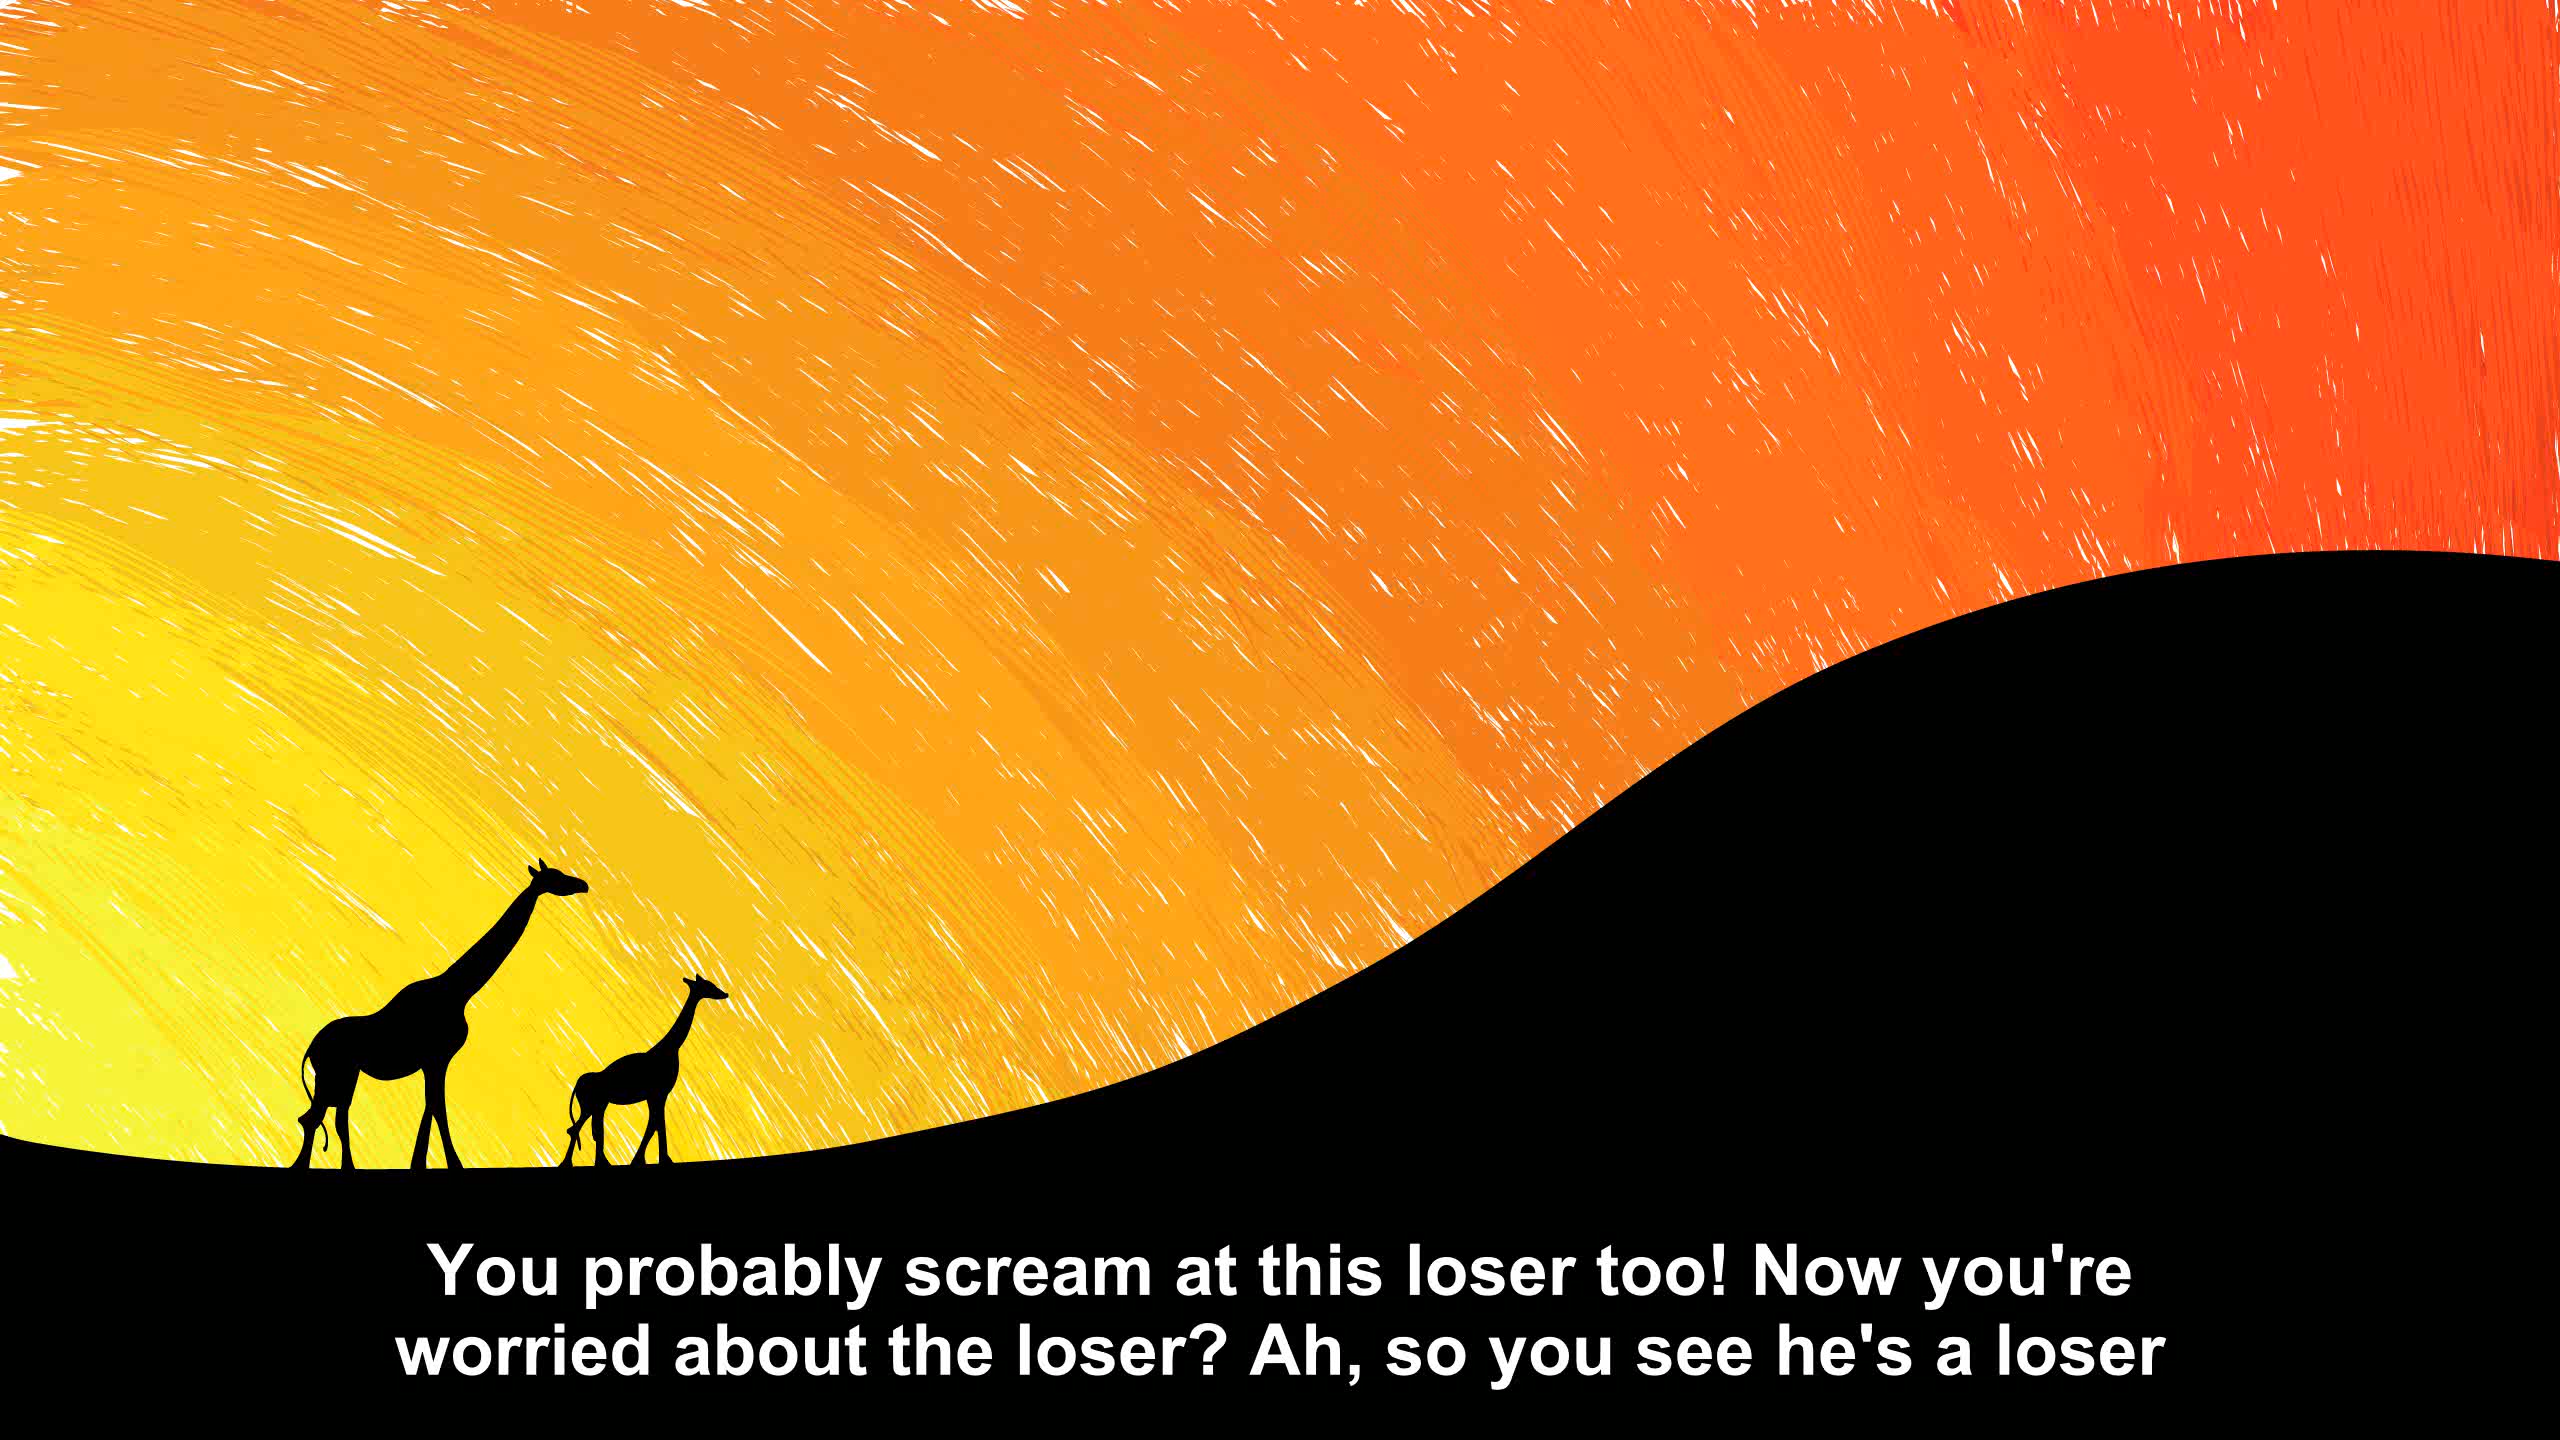 You probably scream at this loser too! Now you're
worried about the loser? Ah, so you see he's a loser